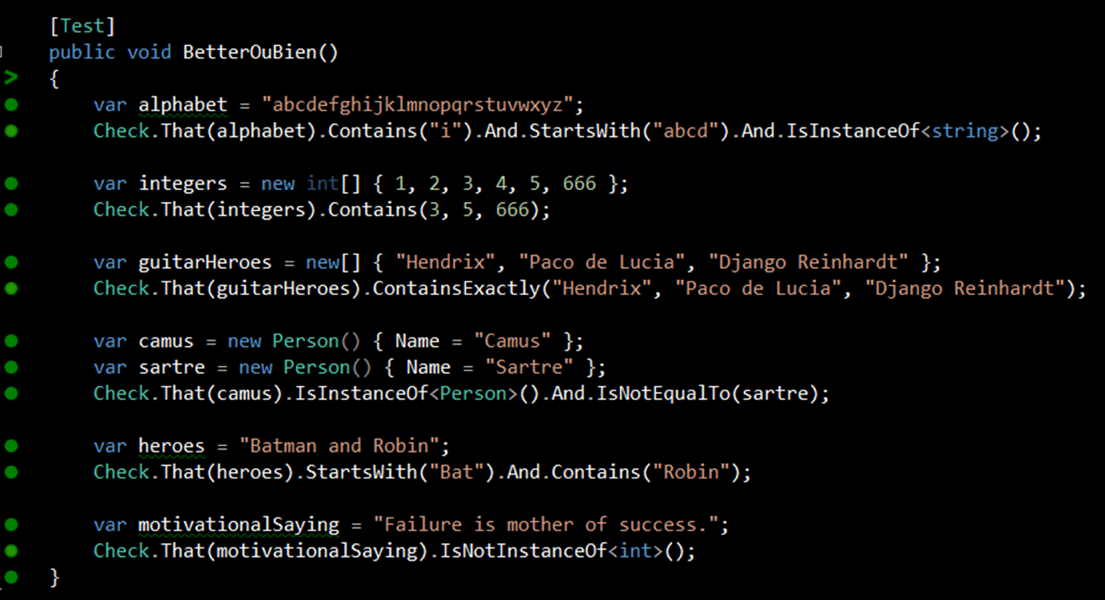 [Test]
public void BetterOuBien()
{
var alphabet = "abcdefghijklmnopqrstuvwxyz";
Check.That(alphabet).Contains("i").And.StartsWith("abcd").And.IsInstanceOf<string>();
var integers = new int[] { 1, 2, 3, 4, 5, 666 };
Check.That(integers).Contains(3, 5, 666);
var guitarHeroes = new[] { "Hendrix", "Paco de Lucia", "Django Reinhardt" };
Check.That(guitarHeroes).ContainsExactly("Hendrix", "Paco de Lucia", "Django Reinhardt");
var camus = new Person() { Name = "Camus" };
var sartre = new Person() { Name = "Sartre" };
Check.That(camus).IsInstanceOf<Person>().And.IsNotEqualTo(sartre);
var heroes = "Batman and Robin";
Check.That(heroes).StartsWith("Bat").And.Contains("Robin");
var motivationalSaying = "Failure is mother of success.";
Check.That(motivationalSaying).IsNotInstanceOf<int>();
}